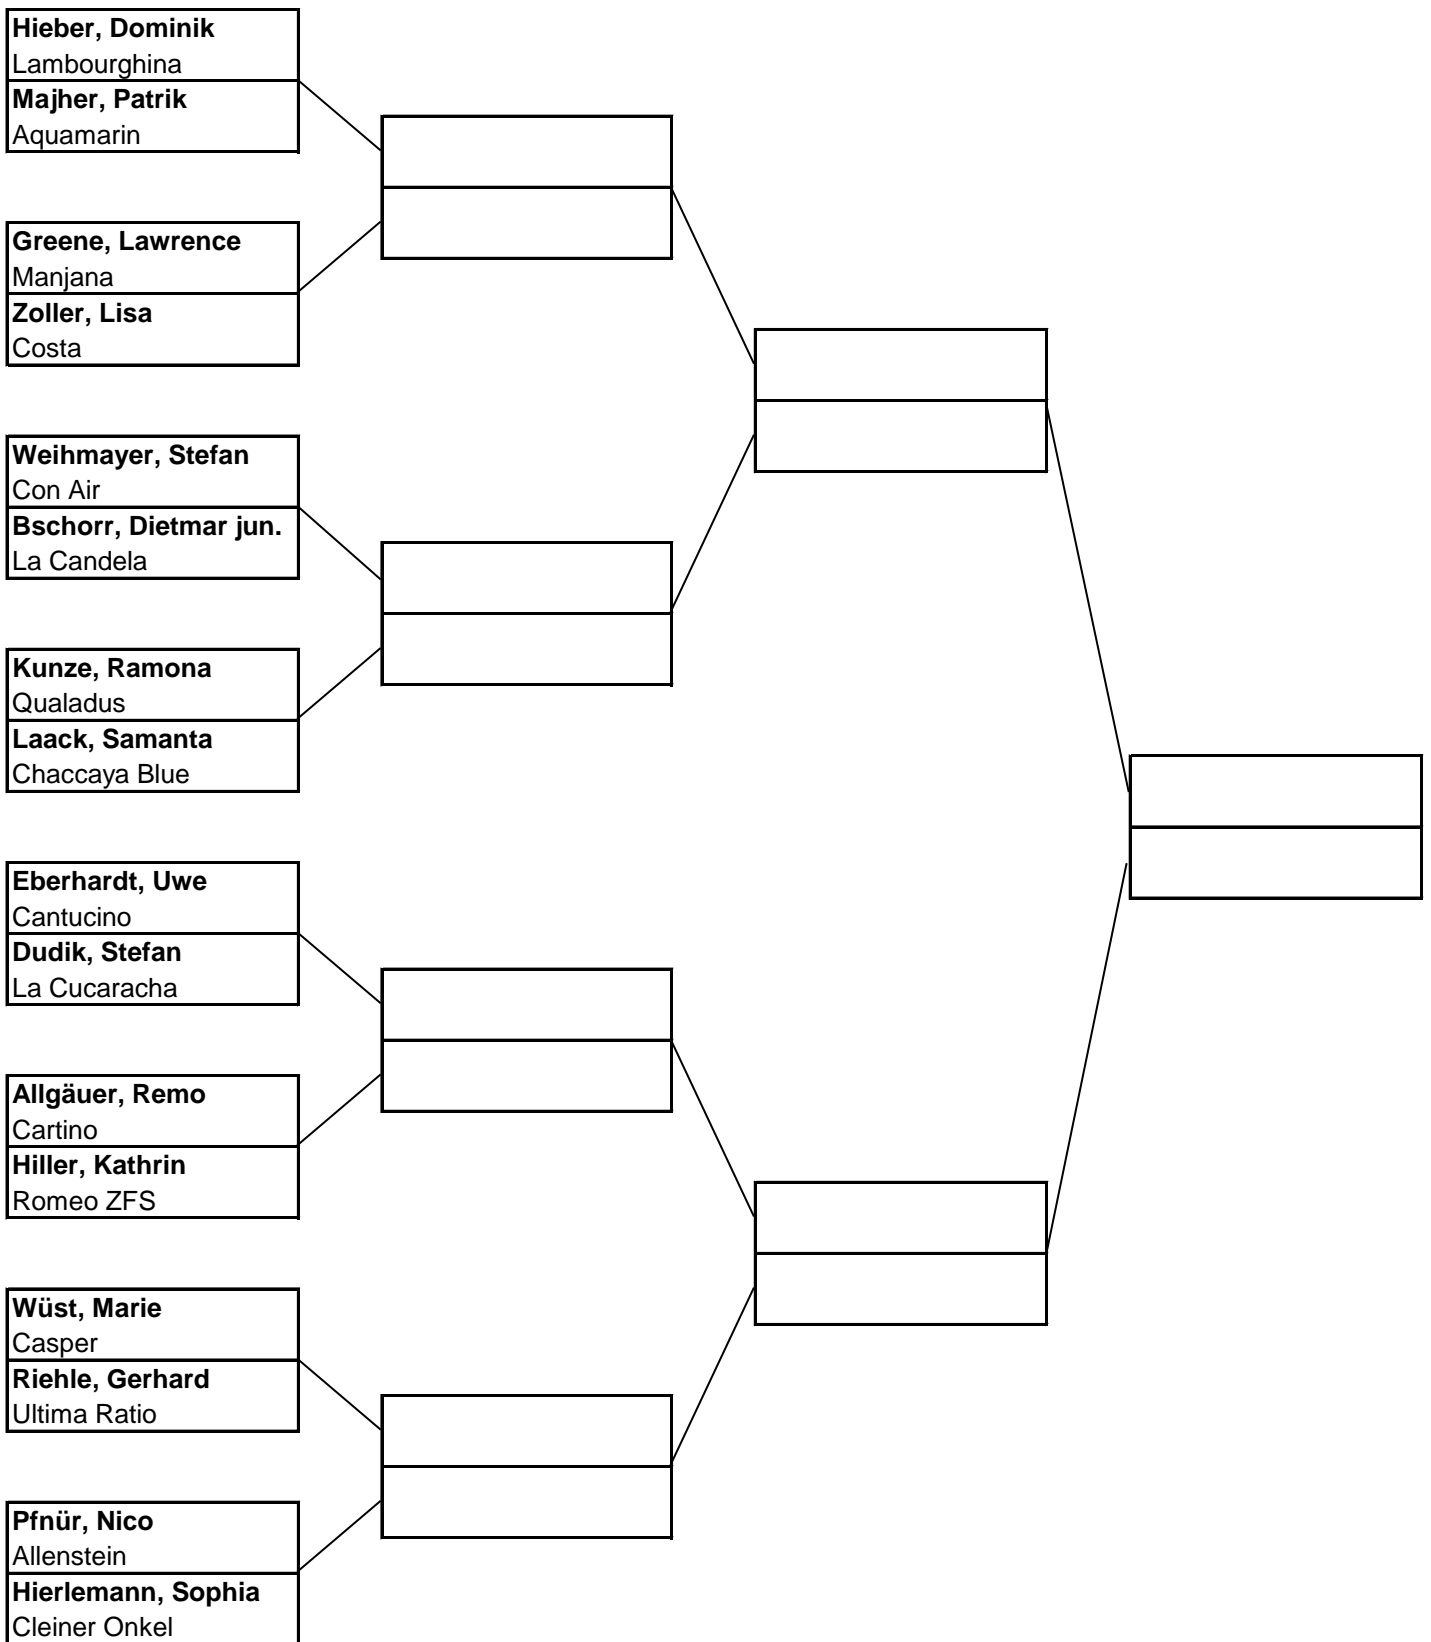 Hieber, Dominik
Lambourghina
Majher, Patrik
Aquamarin
Greene, Lawrence
Manjana
Zoller, Lisa
Costa
Weihmayer, Stefan
Con Air
Bschorr, Dietmar jun.
La Candela
Kunze, Ramona
Qualadus
Laack, Samanta
Chaccaya Blue
Eberhardt, Uwe
Cantucino
Dudik, Stefan
La Cucaracha
Allgäuer, Remo
Cartino
Hiller, Kathrin
Romeo ZFS
Wüst, Marie
Casper
Riehle, Gerhard
Ultima Ratio
Pfnür, Nico
Allenstein
Hierlemann, Sophia
Cleiner Onkel